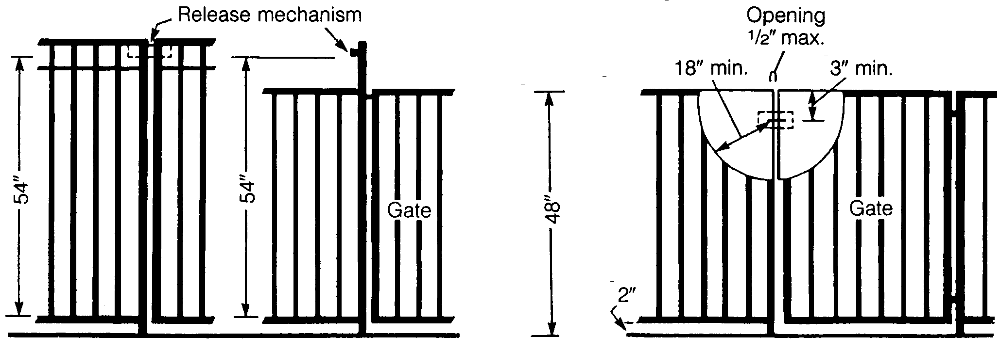 Release mechanism
54"
54"
Gate
Opening
1/2" max.
18" min.
3" min.
48"
Gate
2"